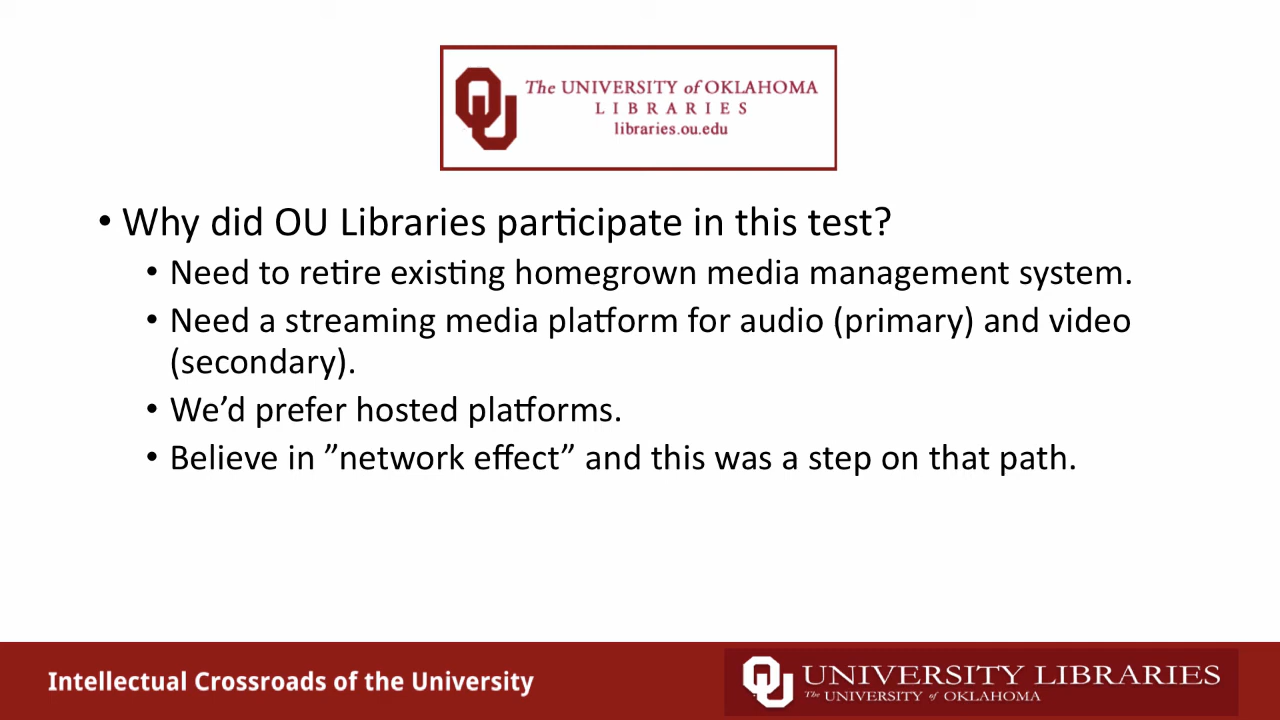 The UNIVERSITY of OKLAHOMA
LIBRARIES
libraries.ou.edu
• Why did OU Libraries participate in this test?
• Need to retire existing homegrown media management system.
• Need a streaming media platform for audio (primary) and video
(secondary).
• We’d prefer hosted platforms.
• Believe in ”network effect” and this was a step on that path.
Intellectual Crossroads of the University
UNIVERSITY LIBRARIES
The UNIVERSITY of OKLAHOMA